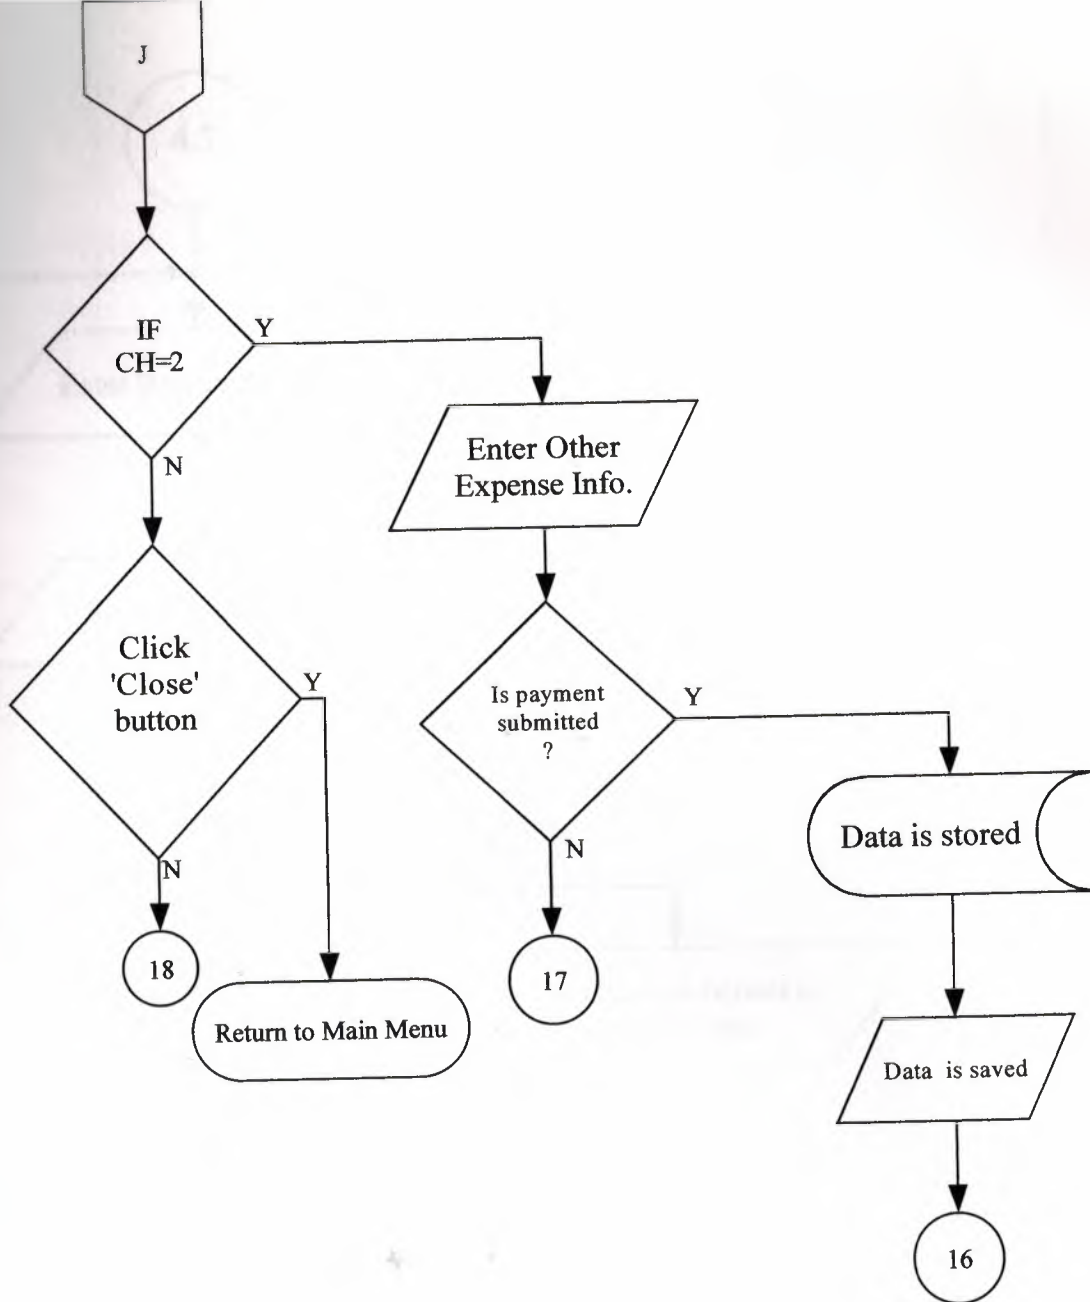 J
IF
CH=2
Y
N
Enter Other
Expense Info.
Click
'Close'
button
Y
N
Is payment
submitted
?
Y
N
Data is stored
18
Return to Main Menu
17
Data is saved
16